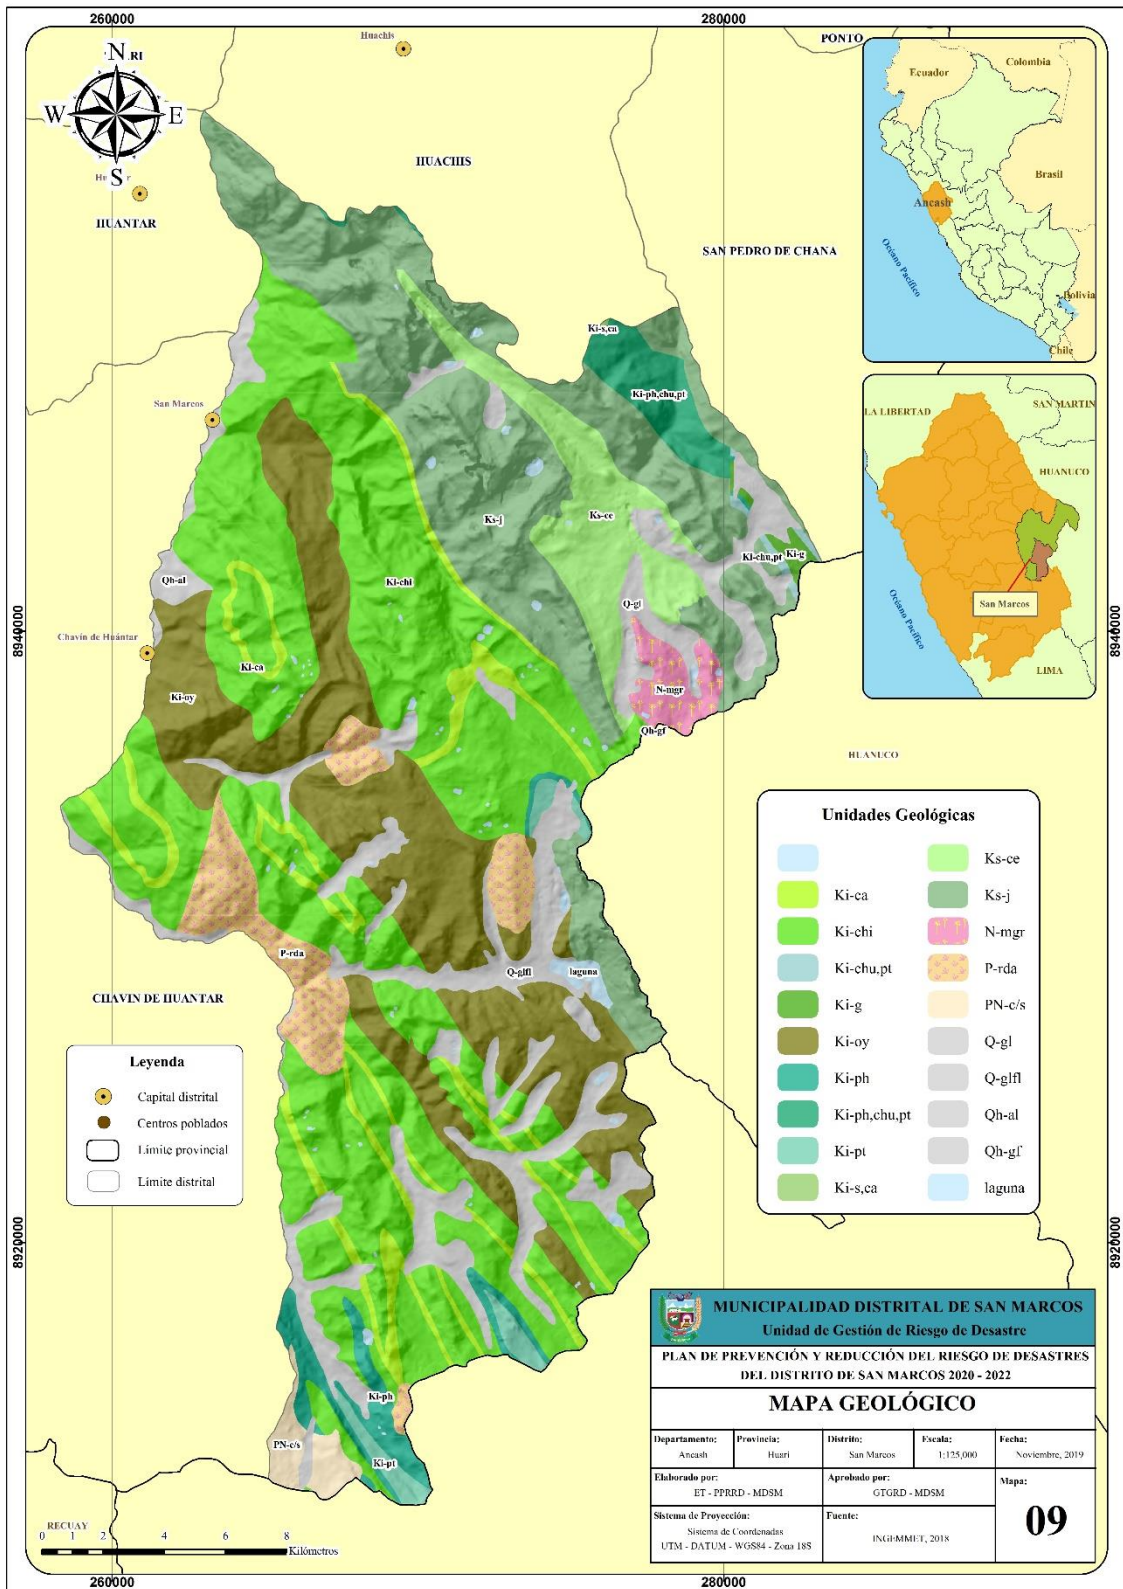 260000
280000
Huachis
PONTO
N
.RI
W
E
S
HUANTAR
HUACHIS
SAN PEDRO DE CHANA
Ecuador
Colombia
Brasil
Ancash
Océano Pacífico
Bolivia
Chile
Ki-s,ca
Ki-ph,chu,pt
San Marcos
LA LIBERTAD
SAN MARTIN
HUANUCO
Océano Pacífico
San Marcos
LIMA
Ks-j
Ks-ce
Ki-chu,pt
Ki-g
Qh-al
Ki-chi
Q-gl
8940000
8940000
Chavín de Huántar
Ki-ca
Ki-oy
N-mgr
Qh-gf
HUANUCO
P-rda
Q-glfl
laguna
CHAVIN DE HUANTAR
Unidades Geológicas
Ki-ca
Ki-chi
Ki-chu,pt
Ki-g
Ki-oy
Ki-ph
Ki-ph,chu,pt
Ki-pt
Ki-s,ca
Ks-ce
Ks-j
N-mgr
P-rda
PN-c/s
Q-gl
Q-glfl
Qh-al
Qh-gf
laguna
Leyenda
Capital distrital
Centros poblados
Límite provincial
Límite distrital
8920000
8920000
Ki-ph
PN-c/s
Ki-pt
RECUAY
0 1 2 4 6 8
Kilómetros
MUNICIPALIDAD DISTRITAL DE SAN MARCOS
Unidad de Gestión de Riesgo de Desastre
PLAN DE PREVENCIÓN Y REDUCCIÓN DEL RIESGO DE DESASTRES
DEL DISTRITO DE SAN MARCOS 2020 - 2022
MAPA GEOLÓGICO
Departamento: Provincia: Distrito: Escala: Fecha:
Ancash Huari San Marcos 1:125,000 Noviembre, 2019
Elaborado por: Aprobado por: Mapa:
ET - PPRRD - MDSM GTGRD - MDSM
09
Sistema de Proyección: Fuente:
Sistema de Coordenadas
UTM - DATUM - WGS84 - Zona 18S
INGEMMET, 2018
260000
280000